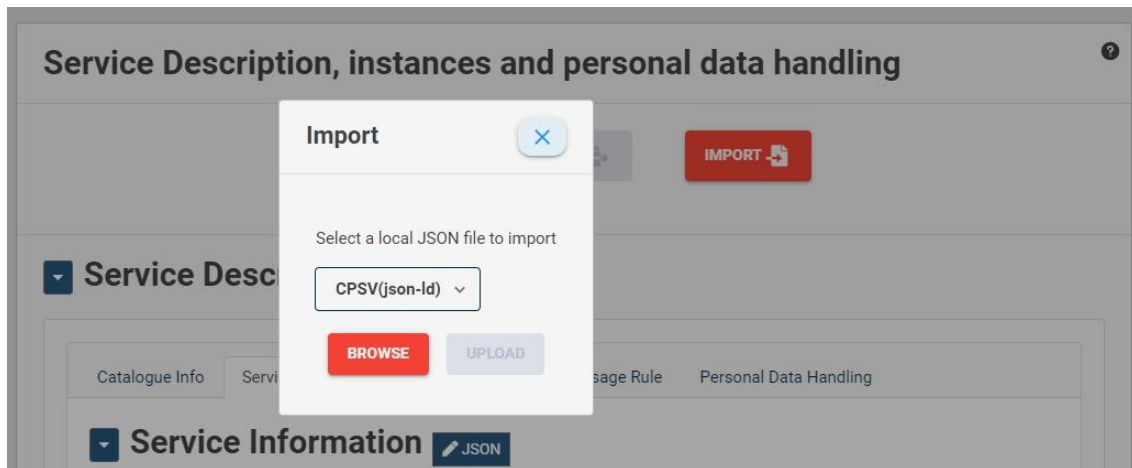 Service Description, instances and personal data handling
Import
IMPORT
Select a local JSON file to import
Service Desc
CPSV(json-ld)
BROWSE UPLOAD
Catalogue Info Servi sage Rule Personal Data Handling
Service Information JSON